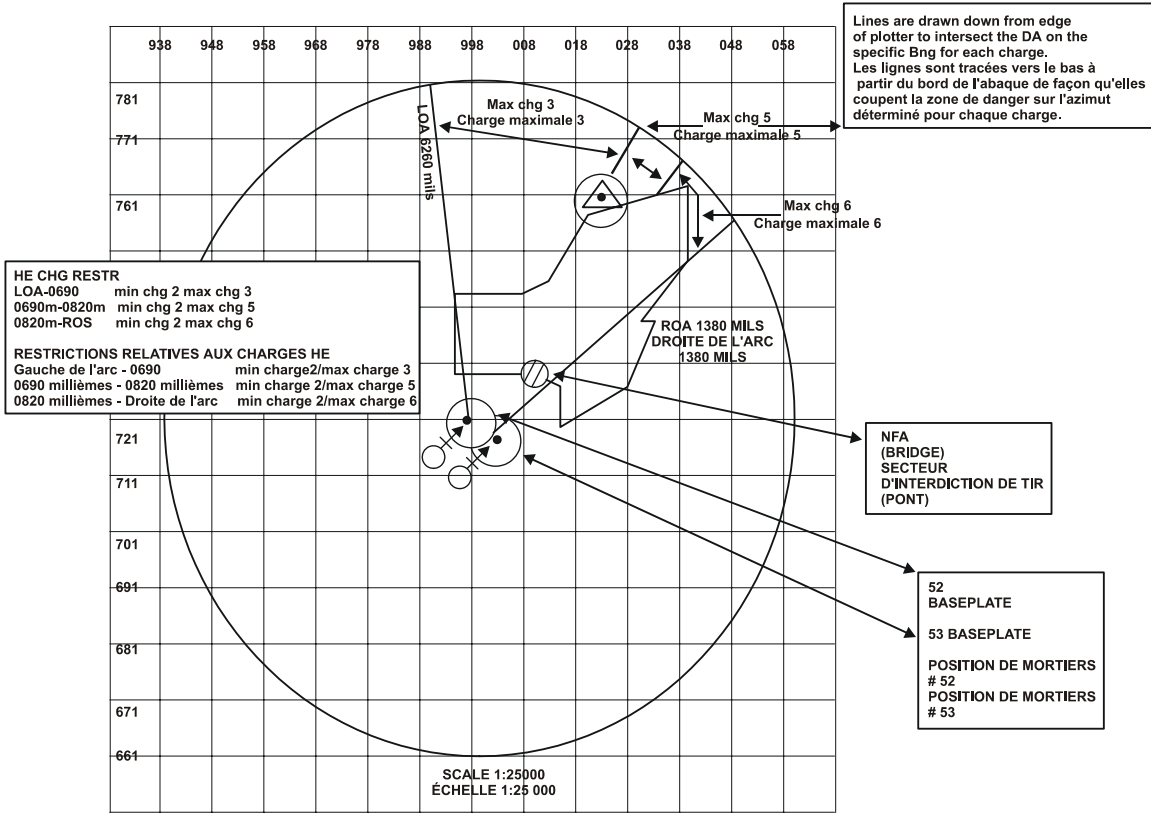 938 948 958 968 978 988 998 008 018 028 038 048 058
Lines are drawn down from edge
of plotter to intersect the DA on the
specific Bng for each charge.
Les lignes sont tracées vers le bas à
partir du bord de l'abaque de façon qu'elles
coupent la zone de danger sur l'azimut
déterminé pour chaque charge.
781
771
761
Max chg 3
Charge maximale 3
Max chg 5
Charge maximale 5
LOA 6260 mils
Max chg 6
Charge maximale 6
HE CHG RESTR
LOA-0690 min chg 2 max chg 3
0690m-0820m min chg 2 max chg 5
0820m-ROS min chg 2 max chg 6
RESTRICTIONS RELATIVES AUX CHARGES HE
Gauche de l'arc - 0690 min charge2/max charge 3
0690 millièmes - 0820 millièmes min charge 2/max charge 5
0820 millièmes - Droite de l'arc min charge 2/max charge 6
ROA 1380 MILS
DROITE DE L'ARC
1380 MILS
721
711
701
691
681
671
661
NFA
(BRIDGE)
SECTEUR
D'INTERDICTION DE TIR
(PONT)
52
BASEPLATE
53 BASEPLATE
POSITION DE MORTIERS
# 52
POSITION DE MORTIERS
# 53
SCALE 1:25000
ÉCHELLE 1:25 000